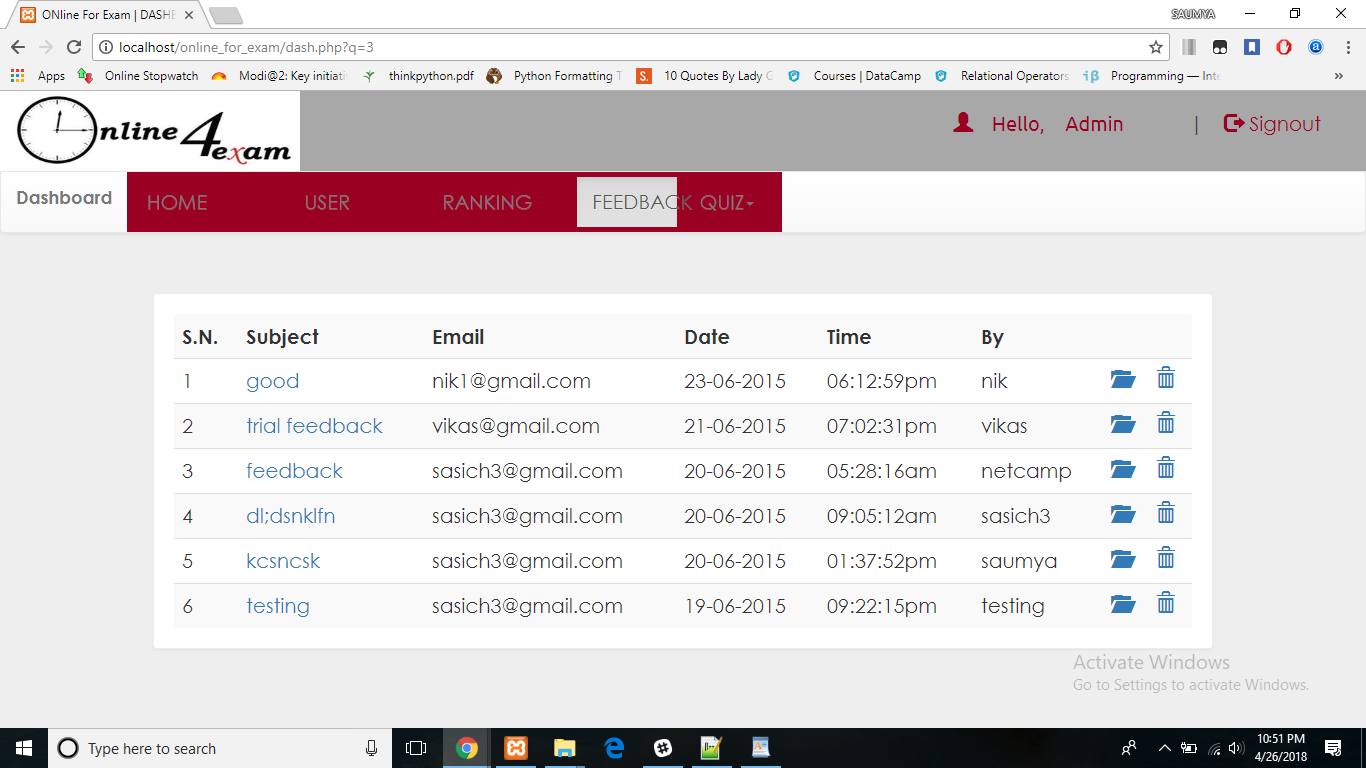 ONline For Exam | DASHB
SAUMYA
localhost/online_for_exam/dash.php?q=3
Apps Online Stopwatch Modi@2: Key initiati thinkpython.pdf Python Formatting T S. 10 Quotes By Lady G Courses | DataCamp Relational Operators iβ Programming — Inte »
Online4exam
Hello, Admin | Signout
Dashboard HOME USER RANKING FEEDBACK QUIZ
S.N. Subject Email Date Time By
1 good nik1@gmail.com 23-06-2015 06:12:59pm nik
2 trial feedback vikas@gmail.com 21-06-2015 07:02:31pm vikas
3 feedback sasich3@gmail.com 20-06-2015 05:28:16am netcamp
4 dl;dsnklfn sasich3@gmail.com 20-06-2015 09:05:12am sasich3
5 kcsncsk sasich3@gmail.com 20-06-2015 01:37:52pm saumya
6 testing sasich3@gmail.com 19-06-2015 09:22:15pm testing
Activate Windows
Go to Settings to activate Windows.
Type here to search
10:51 PM
4/26/2018